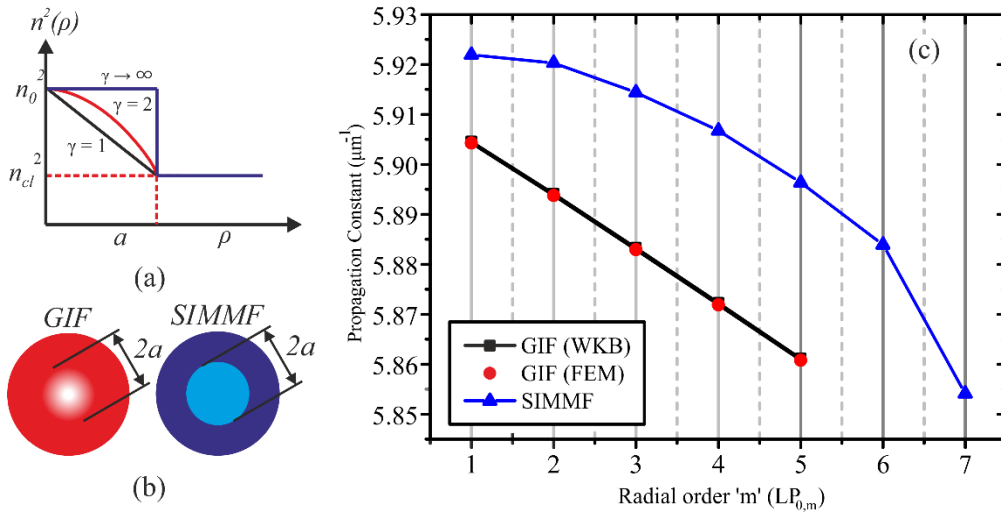 (a)
n²(ρ)
γ → ∞
n₀²
γ = 2
γ = 1
n_cl²
a
ρ
(a)
GIF
SIMMF
2a
2a
(b)
(c)
Propagation Constant (μm⁻¹)
5.93
5.92
5.91
5.90
5.89
5.88
5.87
5.86
5.85
GIF (WKB)
GIF (FEM)
SIMMF
1 2 3 4 5 6 7
Radial order 'm' (LP₀,ₘ)